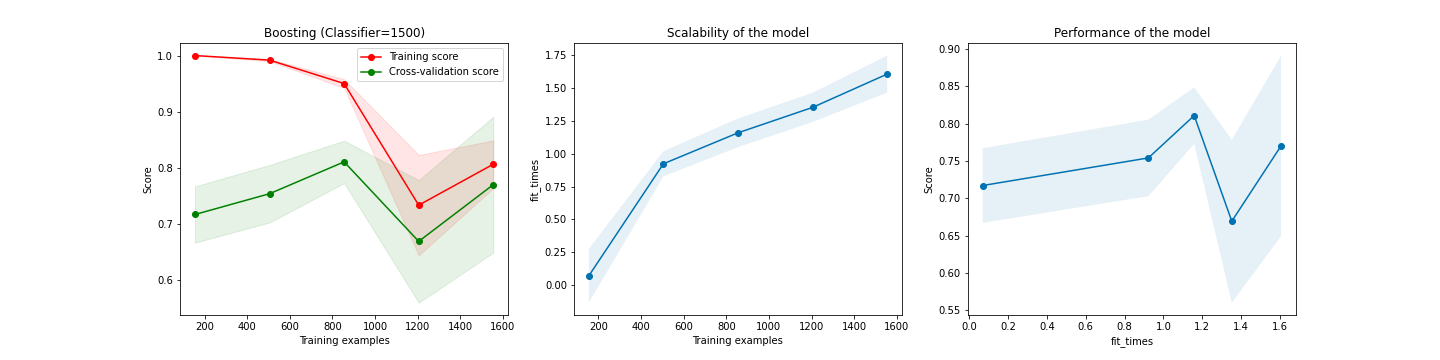 Boosting (Classifier=1500)
Training score
Cross-validation score
1.0
0.9
0.8
0.7
0.6
Score
200 400 600 800 1000 1200 1400 1600
Training examples
Scalability of the model
1.75
1.50
1.25
1.00
0.75
0.50
0.25
0.00
fit_times
200 400 600 800 1000 1200 1400 1600
Training examples
Performance of the model
0.90
0.85
0.80
0.75
0.70
0.65
0.60
0.55
Score
0.0 0.2 0.4 0.6 0.8 1.0 1.2 1.4 1.6
fit_times